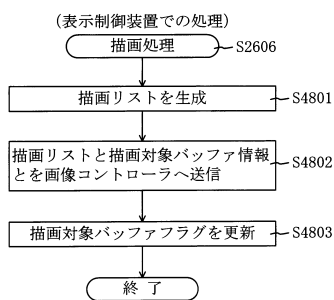 (表示制御装置での処理)
描画処理
S2606
描画リストを生成
S4801
描画リストと描画対象バッファ情報
とを画像コントローラへ送信
S4802
描画対象バッファフラグを更新
S4803
終了